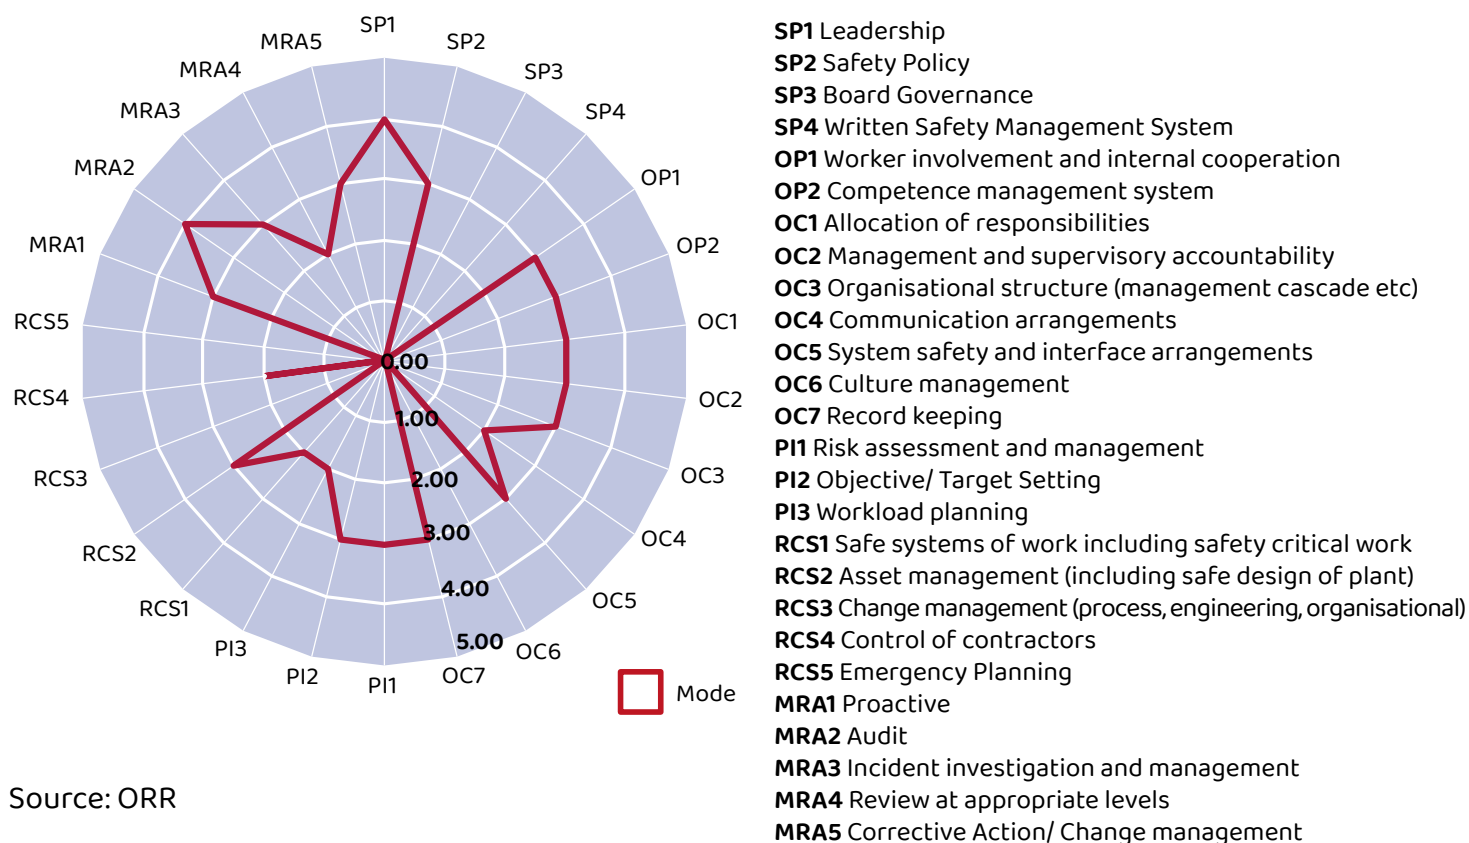 SP1
SP2
SP3
SP4
OP1
OP2
OC1
OC2
OC3
OC4
OC5
OC6
OC7
PI1
PI2
PI3
RCS1
RCS2
RCS3
RCS4
RCS5
MRA1
MRA2
MRA3
MRA4
MRA5
0.00
1.00
2.00
3.00
4.00
5.00
Mode
SP1 Leadership
SP2 Safety Policy
SP3 Board Governance
SP4 Written Safety Management System
OP1 Worker involvement and internal cooperation
OP2 Competence management system
OC1 Allocation of responsibilities
OC2 Management and supervisory accountability
OC3 Organisational structure (management cascade etc)
OC4 Communication arrangements
OC5 System safety and interface arrangements
OC6 Culture management
OC7 Record keeping
PI1 Risk assessment and management
PI2 Objective/ Target Setting
PI3 Workload planning
RCS1 Safe systems of work including safety critical work
RCS2 Asset management (including safe design of plant)
RCS3 Change management (process, engineering, organisational)
RCS4 Control of contractors
RCS5 Emergency Planning
MRA1 Proactive
MRA2 Audit
MRA3 Incident investigation and management
MRA4 Review at appropriate levels
MRA5 Corrective Action/ Change management
Source: ORR